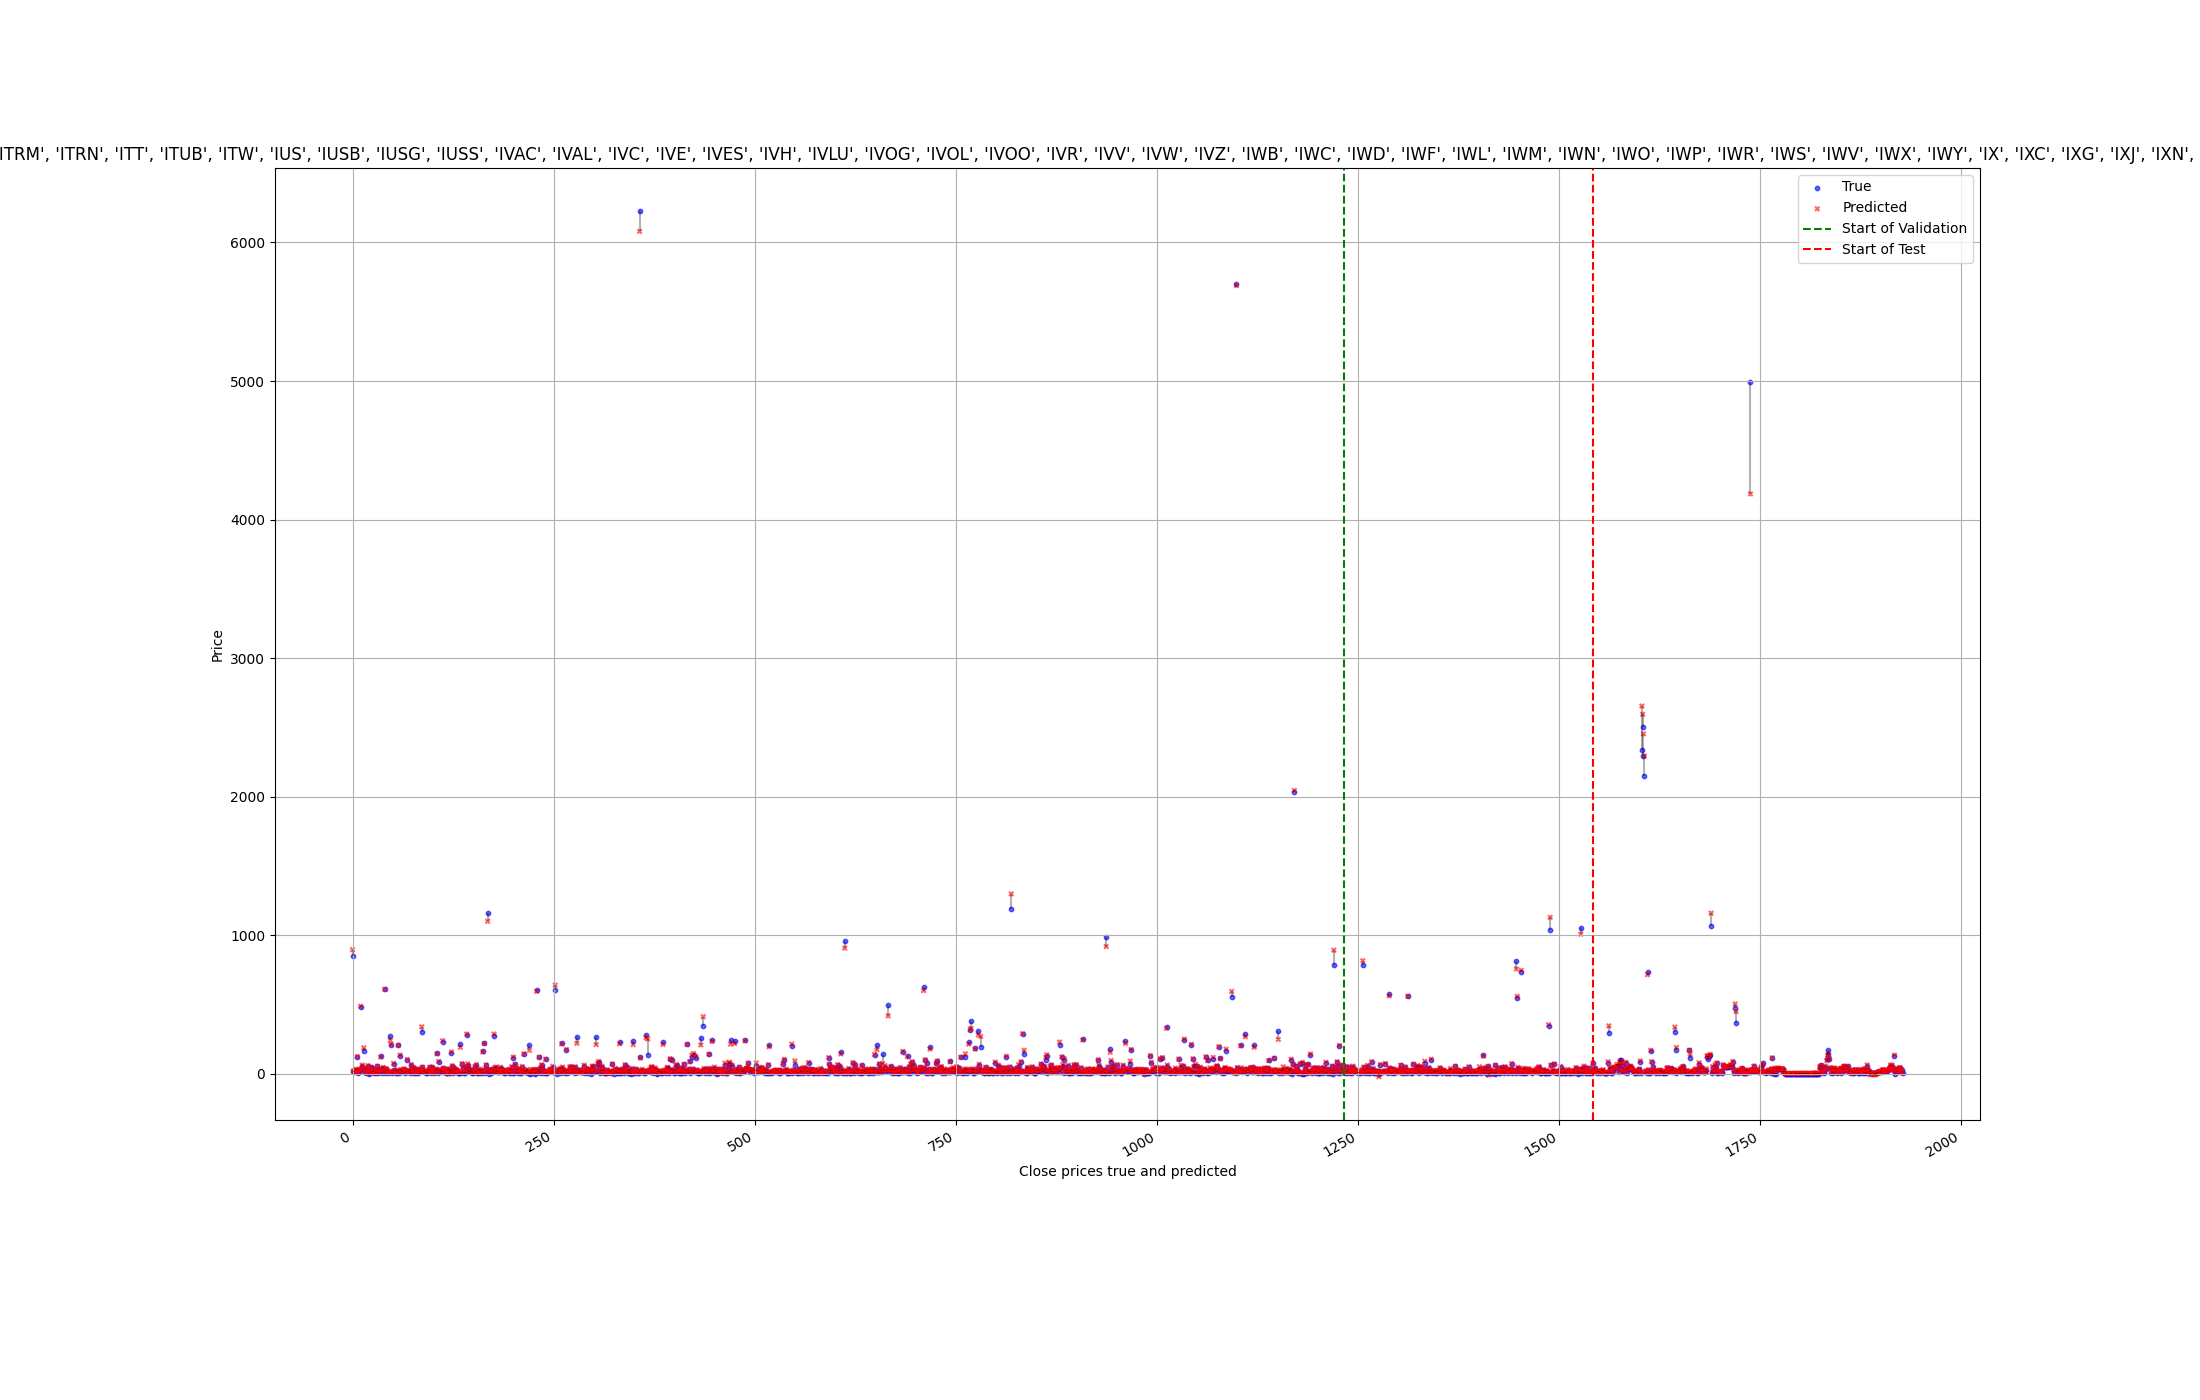 ITRM', 'ITRN', 'ITT', 'ITUB', 'ITW', 'IUS', 'IUSB', 'IUSG', 'IUSS', 'IVAC', 'IVAL', 'IVC', 'IVE', 'IVES', 'IVH', 'IVLU', 'IVOG', 'IVOL', 'IVOO', 'IVR', 'IVV', 'IVW', 'IVZ', 'IWB', 'IWC', 'IWD', 'IWF', 'IWL', 'IWM', 'IWN', 'IWO', 'IWP', 'IWR', 'IWS', 'IWV', 'IWX', 'IWY', 'IX', 'IXC', 'IXG', 'IXJ', 'IXN',
True
Predicted
Start of Validation
Start of Test
6000
5000
4000
3000
2000
1000
0
Price
0 250 500 750 1000 1250 1500 1750 2000
Close prices true and predicted